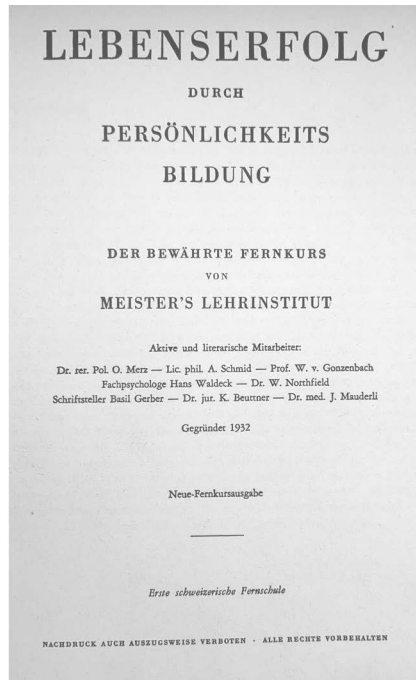 LEBENSERFOLG
DURCH
PERSÖNLICHKEITS
BILDUNG
DER BEWÄHRTE FERNKURS
VON
MEISTER'S LEHRINSTITUT
Aktive und literarische Mitarbeiter:
Dr. rer. Pol. O. Merz — Lic. phil. A. Schmid — Prof. W. v. Gonzenbach
Fachpsychologe Hans Waldeck — Dr. W. Northfield
Schriftsteller Basil Gerber — Dr. jur. K. Beuttner — Dr. med. J. Mauderli
Gegründet 1932
Neue-Fernkursausgabe
Erste schweizerische Fernschule
NACHDRUCK AUCH AUSZUGSWEISE VERBOTEN · ALLE RECHTE VORBEHALTEN